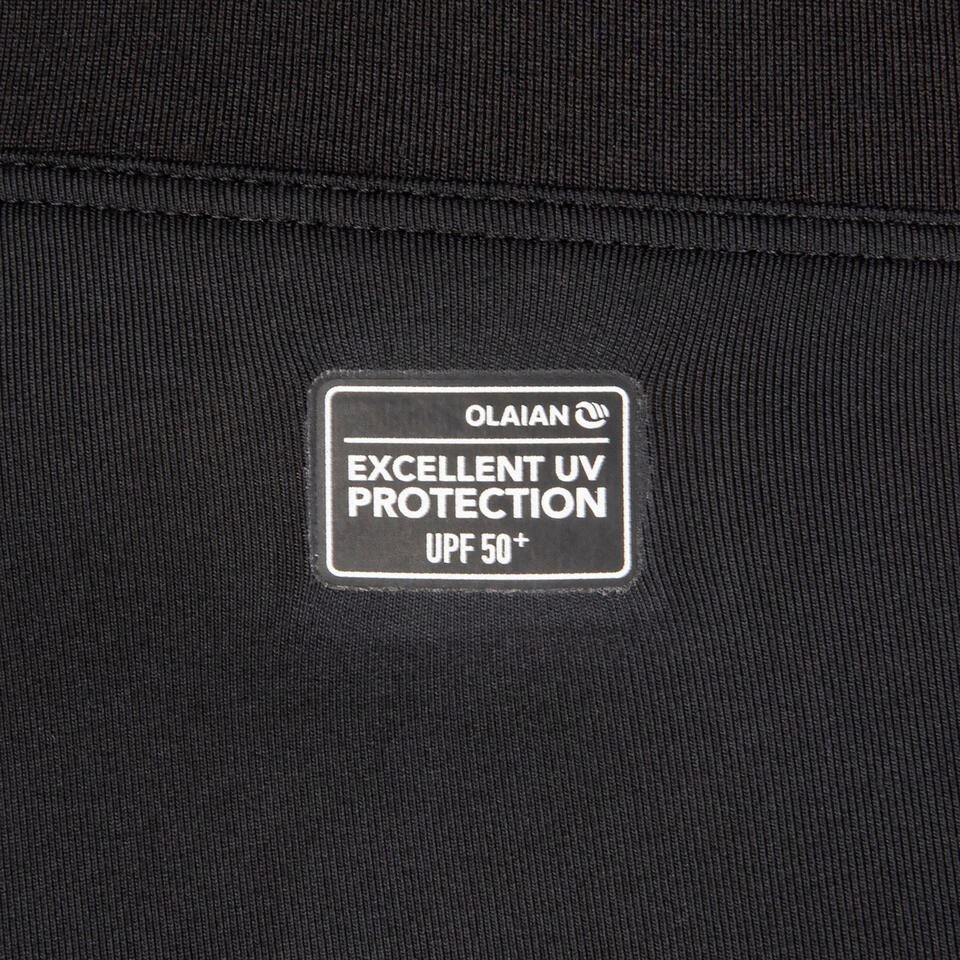 OLAIAN
EXCELLENT UV
PROTECTION
UPF 50+